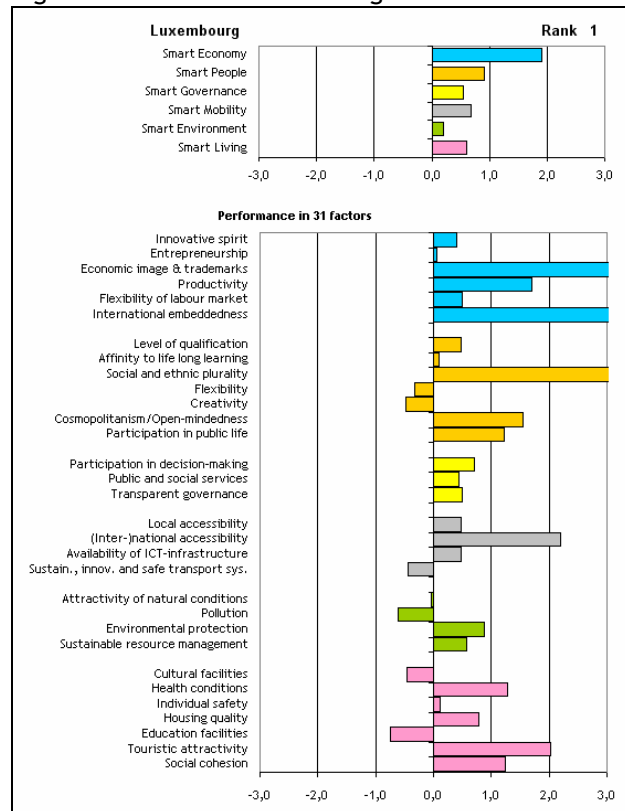 Luxembourg Rank 1
Smart Economy
Smart People
Smart Governance
Smart Mobility
Smart Environment
Smart Living
-3,0 -2,0 -1,0 0,0 1,0 2,0 3,0
Performance in 31 factors
Innovative spirit
Entrepreneurship
Economic image & trademarks
Productivity
Flexibility of labour market
International embeddedness
Level of qualification
Affinity to life long learning
Social and ethnic plurality
Flexibility
Creativity
Cosmopolitanism/Open-mindedness
Participation in public life
Participation in decision-making
Public and social services
Transparent governance
Local accessibility
(Inter-)national accessibility
Availability of ICT-infrastructure
Sustain., innov. and safe transport sys.
Attractivity of natural conditions
Pollution
Environmental protection
Sustainable resource management
Cultural facilities
Health conditions
Individual safety
Housing quality
Education facilities
Touristic attractivity
Social cohesion
-3,0 -2,0 -1,0 0,0 1,0 2,0 3,0